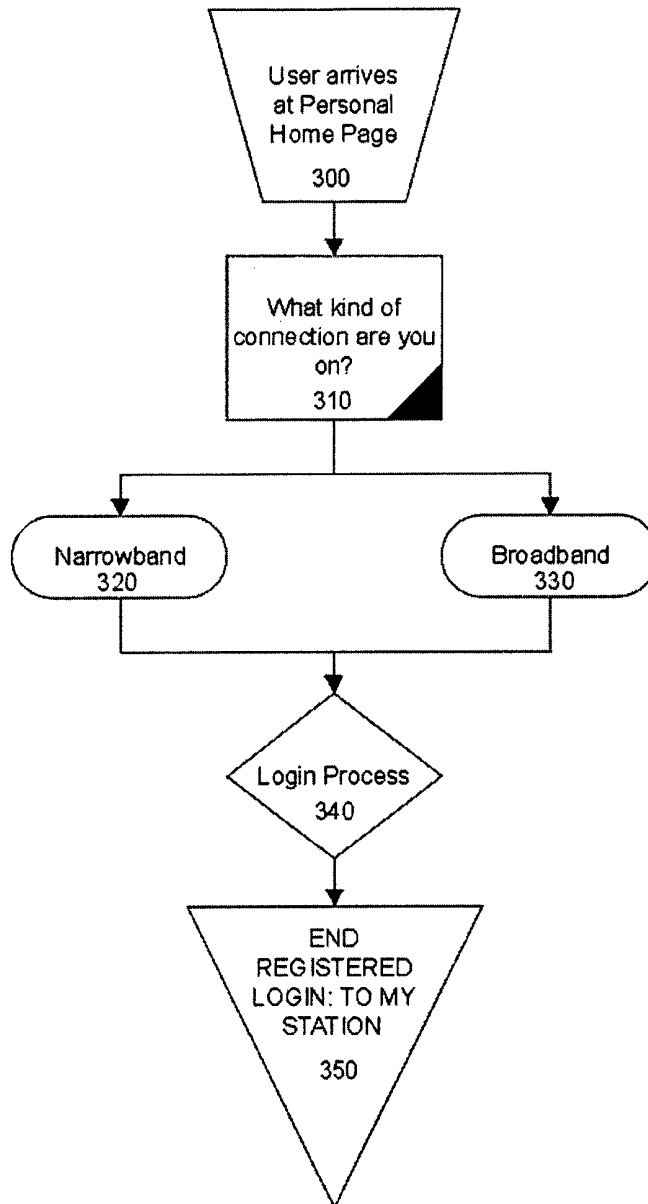 User arrives
at Personal
Home Page
300
What kind of
connection are you
on?
310
Narrowband
320
Broadband
330
Login Process
340
END
REGISTERED
LOGIN: TO MY
STATION
350